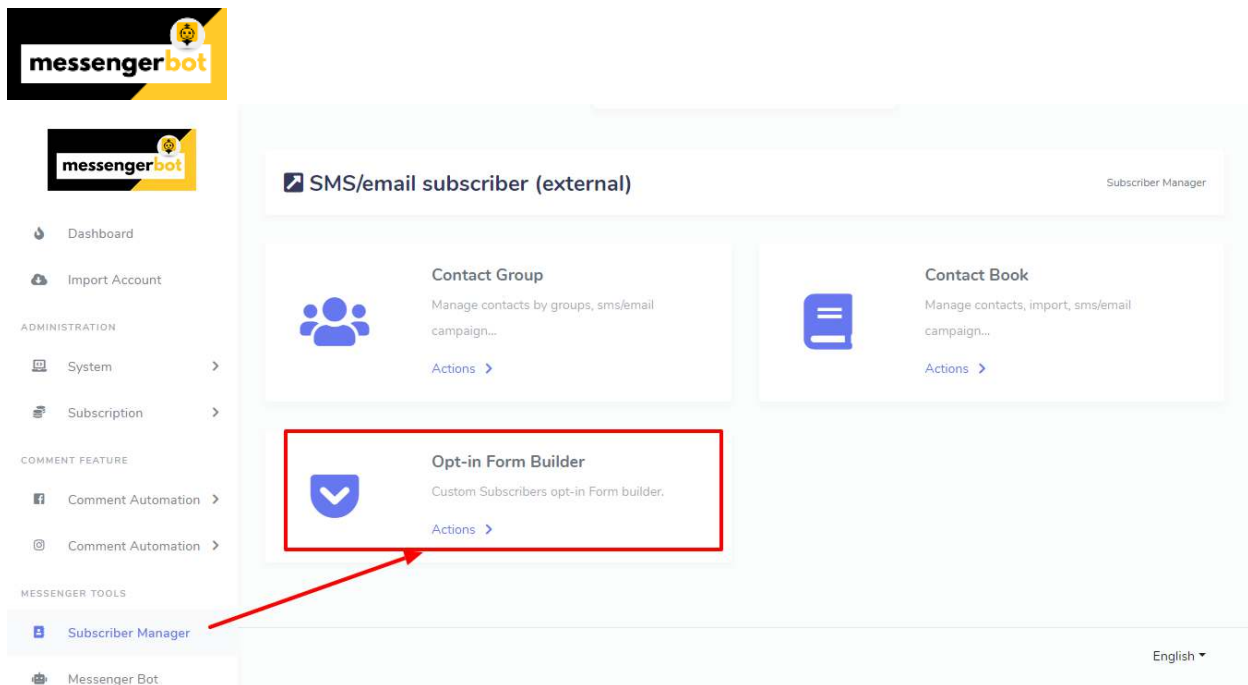 messengerbot
messengerbot
Dashboard
Import Account
ADMINISTRATION
System
Subscription
COMMENT FEATURE
Comment Automation
Comment Automation
MESSENGER TOOLS
Subscriber Manager
Messenger Bot
SMS/email subscriber (external)
Subscriber Manager
Contact Group
Manage contacts by groups, sms/email
campaign...
Actions
Contact Book
Manage contacts, import, sms/email
campaign...
Actions
Opt-in Form Builder
Custom Subscribers opt-in Form builder.
Actions
English